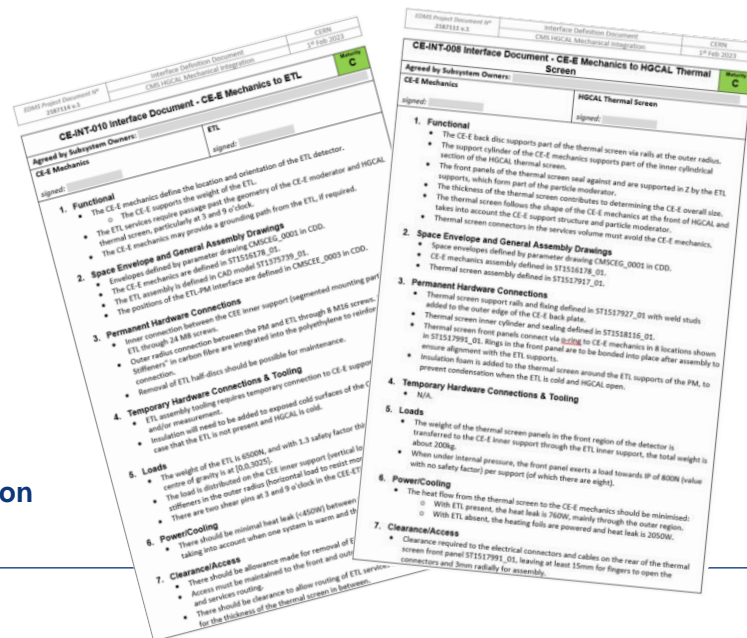 EDMS Project Document Nº
2587114 v.1
Interface Definition Document
CMS HGCAL Mechanical Integration
CERN
1st Feb 2023
CE-INT-010 Interface Document - CE-E Mechanics to ETL
Maturity
C
Agreed by Subsystem Owners:
CE-E Mechanics
ETL
signed:
signed:
1. Functional
• The CE-E mechanics define the location and orientation of the ETL detector.
o The CE-E supports the weight of the ETL.
• The ETL services require passage past the geometry of the CE-E moderator and HGCAL
thermal screen, particularly at 3 and 9 o'clock.
• The CE-E mechanics may provide a grounding path from the ETL, if required.
2. Space Envelope and General Assembly Drawings
• Envelopes defined by parameter drawing CMSCEG_0001 in CDD.
• The CE-E mechanics are defined in ST1516178_01.
• The ETL assembly is defined in CAD model ST1375739_01.
• The positions of the ETL-PM interface are defined in CMSCEE_0003 in CDD.
3. Permanent Hardware Connections
• Inner connection between the CEE inner support (segmented mounting part
ETL through 24 M8 screws.
• Outer radius connection between the PM and ETL through 8 M16 screws.
Stiffeners" in carbon fibre are integrated into the polyethylene to reinfor
connection.
• Removal of ETL half-discs should be possible for maintenance.
4. Temporary Hardware Connections & Tooling
• ETL assembly tooling requires temporary connection to CE-E suppor
and/or measurement.
• Insulation will need to be added to exposed cold surfaces of the C
case that the ETL is not present and HGCAL is cold.
5. Loads
• The weight of the ETL is 6500N, and with 1.3 safety factor this
centre of gravity is at [0,0,3025].
• The load is distributed on the CEE inner support (vertical lo
stiffeners in the outer radius (horizontal load to resist mo
• There are two shear pins at 3 and 9 o'clock in the CEE-ET
6. Power/Cooling
• There should be minimal heat leak (<450W) between
taking into account when one system is warm and th
7. Clearance/Access
• There should be allowance made for removal of E
• Access must be maintained to the front and out
and services routing.
• There should be clearance to allow routing of ETL service
for the thickness of the thermal screen in between.
EDMS Project Document Nº
2587111 v.2
Interface Definition Document
CMS HGCAL Mechanical Integration
CERN
1st Feb 2023
CE-INT-008 Interface Document - CE-E Mechanics to HGCAL Thermal
Screen
Maturity
C
Agreed by Subsystem Owners:
CE-E Mechanics
HGCAL Thermal Screen
signed:
signed:
1. Functional
• The CE-E back disc supports part of the thermal screen via rails at the outer radius.
• The support cylinder of the CE-E mechanics supports part of the inner cylindrical
section of the HGCAL thermal screen.
• The front panels of the thermal screen seal against and are supported in Z by the ETL
supports, which form part of the particle moderator.
• The thickness of the thermal screen contributes to determining the CE-E overall size.
• The thermal screen follows the shape of the CE-E mechanics at the front of HGCAL and
takes into account the CE-E support structure and particle moderator.
• Thermal screen connectors in the services volume must avoid the CE-E mechanics.
2. Space Envelope and General Assembly Drawings
• Space envelopes defined by parameter drawing CMSCEG_0001 in CDD.
• CE-E mechanics assembly defined in ST1516178_01.
• Thermal screen assembly defined in ST1517917_01.
3. Permanent Hardware Connections
• Thermal screen support rails and fixing defined in ST1517927_01 with weld studs
added to the outer edge of the CE-E back plate.
• Thermal screen inner cylinder and sealing defined in ST1518116_01.
• Thermal screen front panels connect via o-ring to CE-E mechanics in 8 locations shown
in ST1517991_01. Rings in the front panel are to be bonded into place after assembly to
ensure alignment with the ETL supports.
• Insulation foam is added to the thermal screen around the ETL supports of the PM, to
prevent condensation when the ETL is cold and HGCAL open.
4. Temporary Hardware Connections & Tooling
• N/A.
5. Loads
• The weight of the thermal screen panels in the front region of the detector is
transferred to the CE-E inner support through the ETL inner support, the total weight is
about 200kg.
• When under internal pressure, the front panel exerts a load towards IP of 800N (value
with no safety factor) per support (of which there are eight).
6. Power/Cooling
• The heat flow from the thermal screen to the CE-E mechanics should be minimised:
o With ETL present, the heat leak is 760W, mainly through the outer region.
o With ETL absent, the heating foils are powered and heat leak is 2050W.
7. Clearance/Access
• Clearance required to the electrical connectors and cables on the rear of the thermal
screen front panel ST1517991_01, leaving at least 15mm for fingers to open the
connectors and 3mm radially for assembly.
on